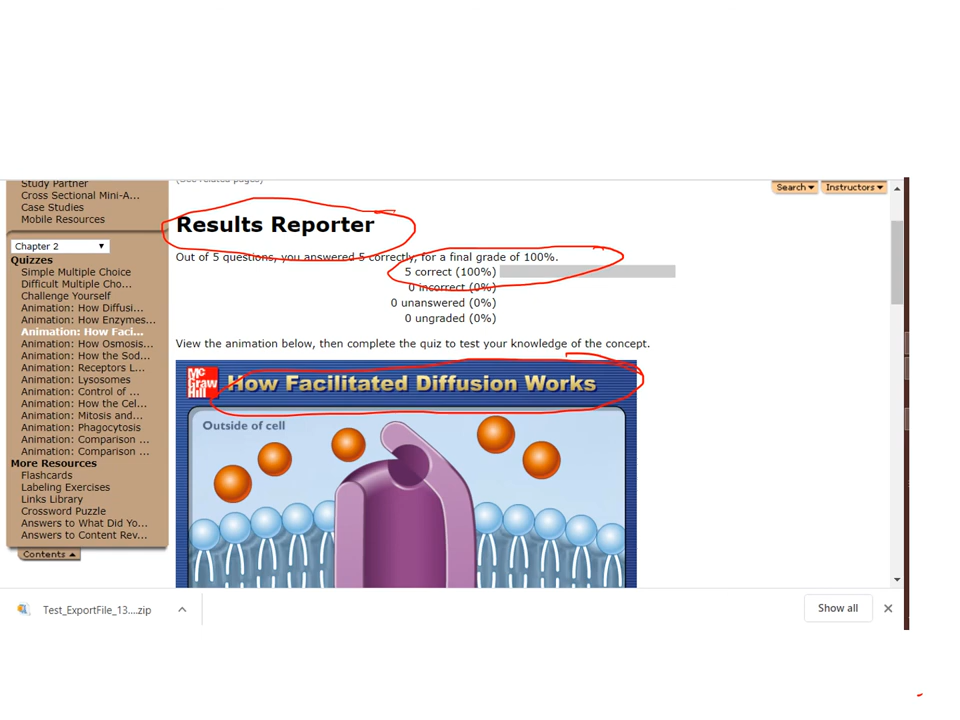 Study Partner
Cross Sectional Mini-A...
Case Studies
Mobile Resources
Chapter 2
Quizzes
Simple Multiple Choice
Difficult Multiple Cho...
Challenge Yourself
Animation: How Diffusi...
Animation: How Enzymes...
Animation: How Faci...
Animation: How Osmosis...
Animation: How the Sod...
Animation: Receptors L...
Animation: Lysosomes
Animation: Control of ...
Animation: How the Cel...
Animation: Mitosis and...
Animation: Phagocytosis
Animation: Comparison ...
Animation: Comparison ...
More Resources
Flashcards
Labeling Exercises
Links Library
Crossword Puzzle
Answers to What Did Yo...
Answers to Content Rev...
Contents
(See related pages)
Search
Instructors
Results Reporter
Out of 5 questions, you answered 5 correctly, for a final grade of 100%.
5 correct (100%)
0 incorrect (0%)
0 unanswered (0%)
0 ungraded (0%)
View the animation below, then complete the quiz to test your knowledge of the concept.
Mc
Graw
Hill
How Facilitated Diffusion Works
Outside of cell
Test_ExportFile_13....zip
Show all